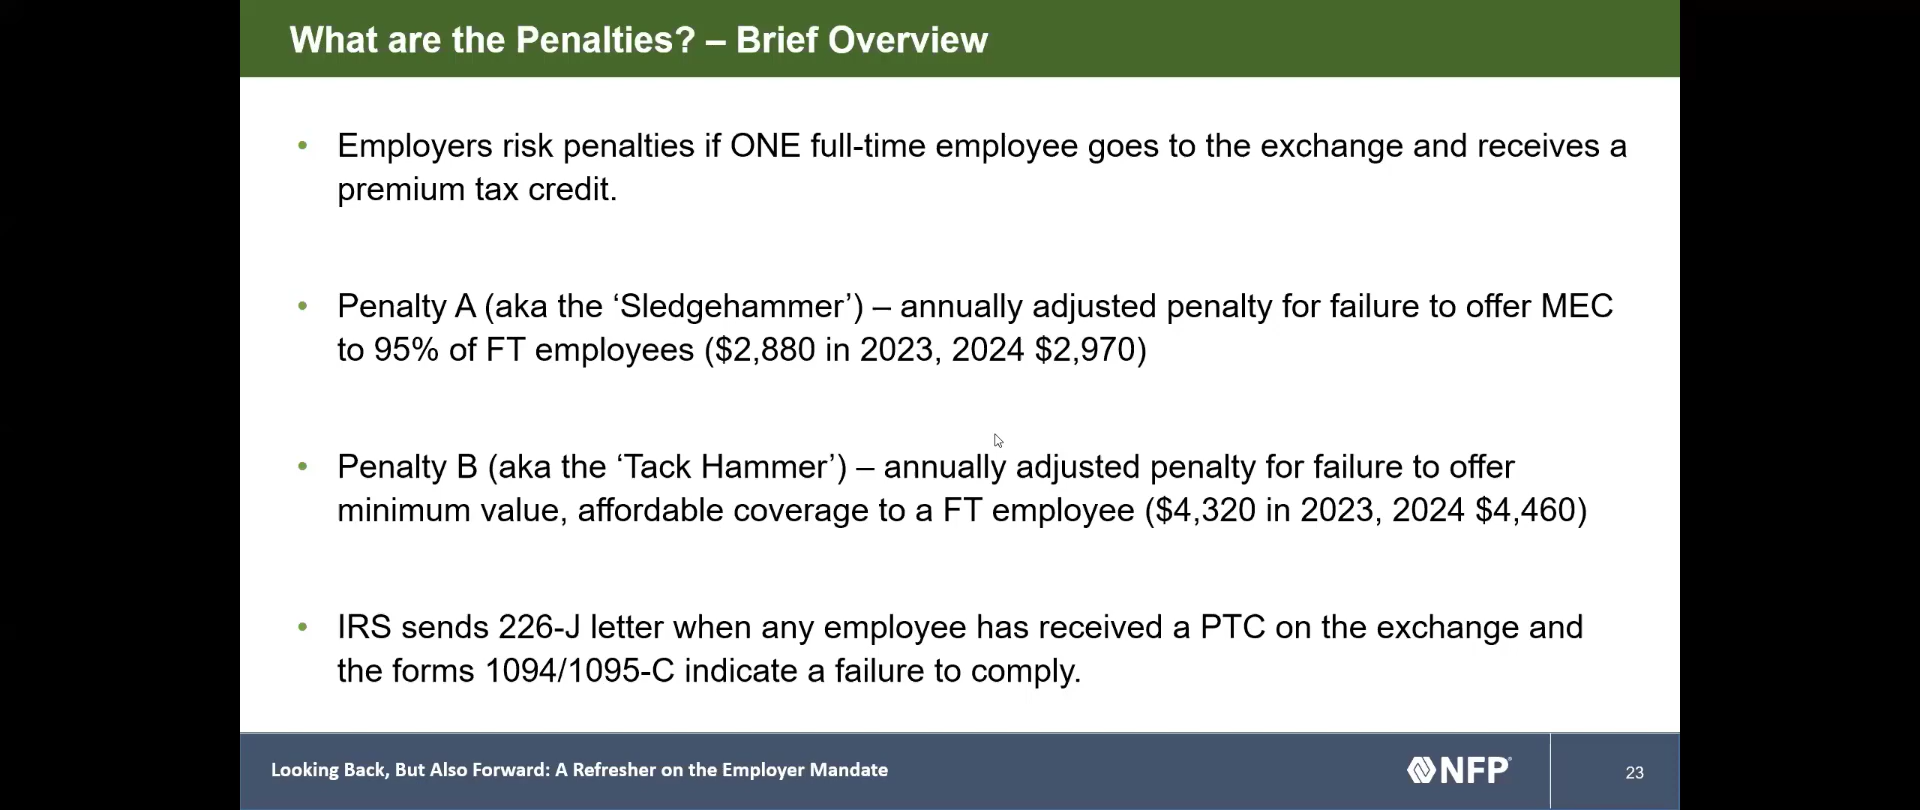 What are the Penalties? – Brief Overview
• Employers risk penalties if ONE full-time employee goes to the exchange and receives a
premium tax credit.
• Penalty A (aka the ‘Sledgehammer’) – annually adjusted penalty for failure to offer MEC
to 95% of FT employees ($2,880 in 2023, 2024 $2,970)
• Penalty B (aka the ‘Tack Hammer’) – annually adjusted penalty for failure to offer
minimum value, affordable coverage to a FT employee ($4,320 in 2023, 2024 $4,460)
• IRS sends 226-J letter when any employee has received a PTC on the exchange and
the forms 1094/1095-C indicate a failure to comply.
Looking Back, But Also Forward: A Refresher on the Employer Mandate
NFP
23